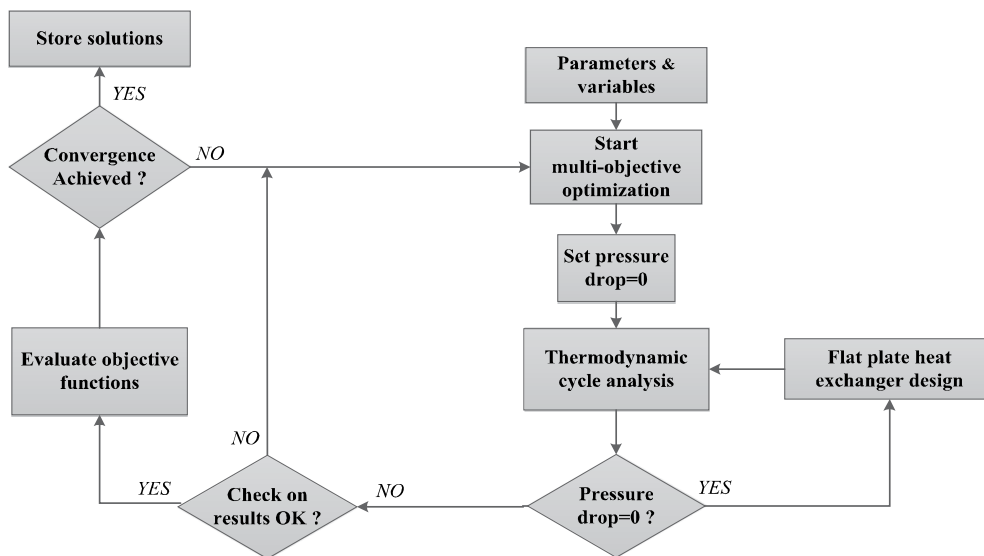 Store solutions
YES
Convergence
Achieved ?
NO
Parameters &
variables
Start
multi-objective
optimization
Set pressure
drop=0
Thermodynamic
cycle analysis
Flat plate heat
exchanger design
Evaluate objective
functions
NO
YES
Check on
results OK ?
NO
Pressure
drop=0 ?
YES